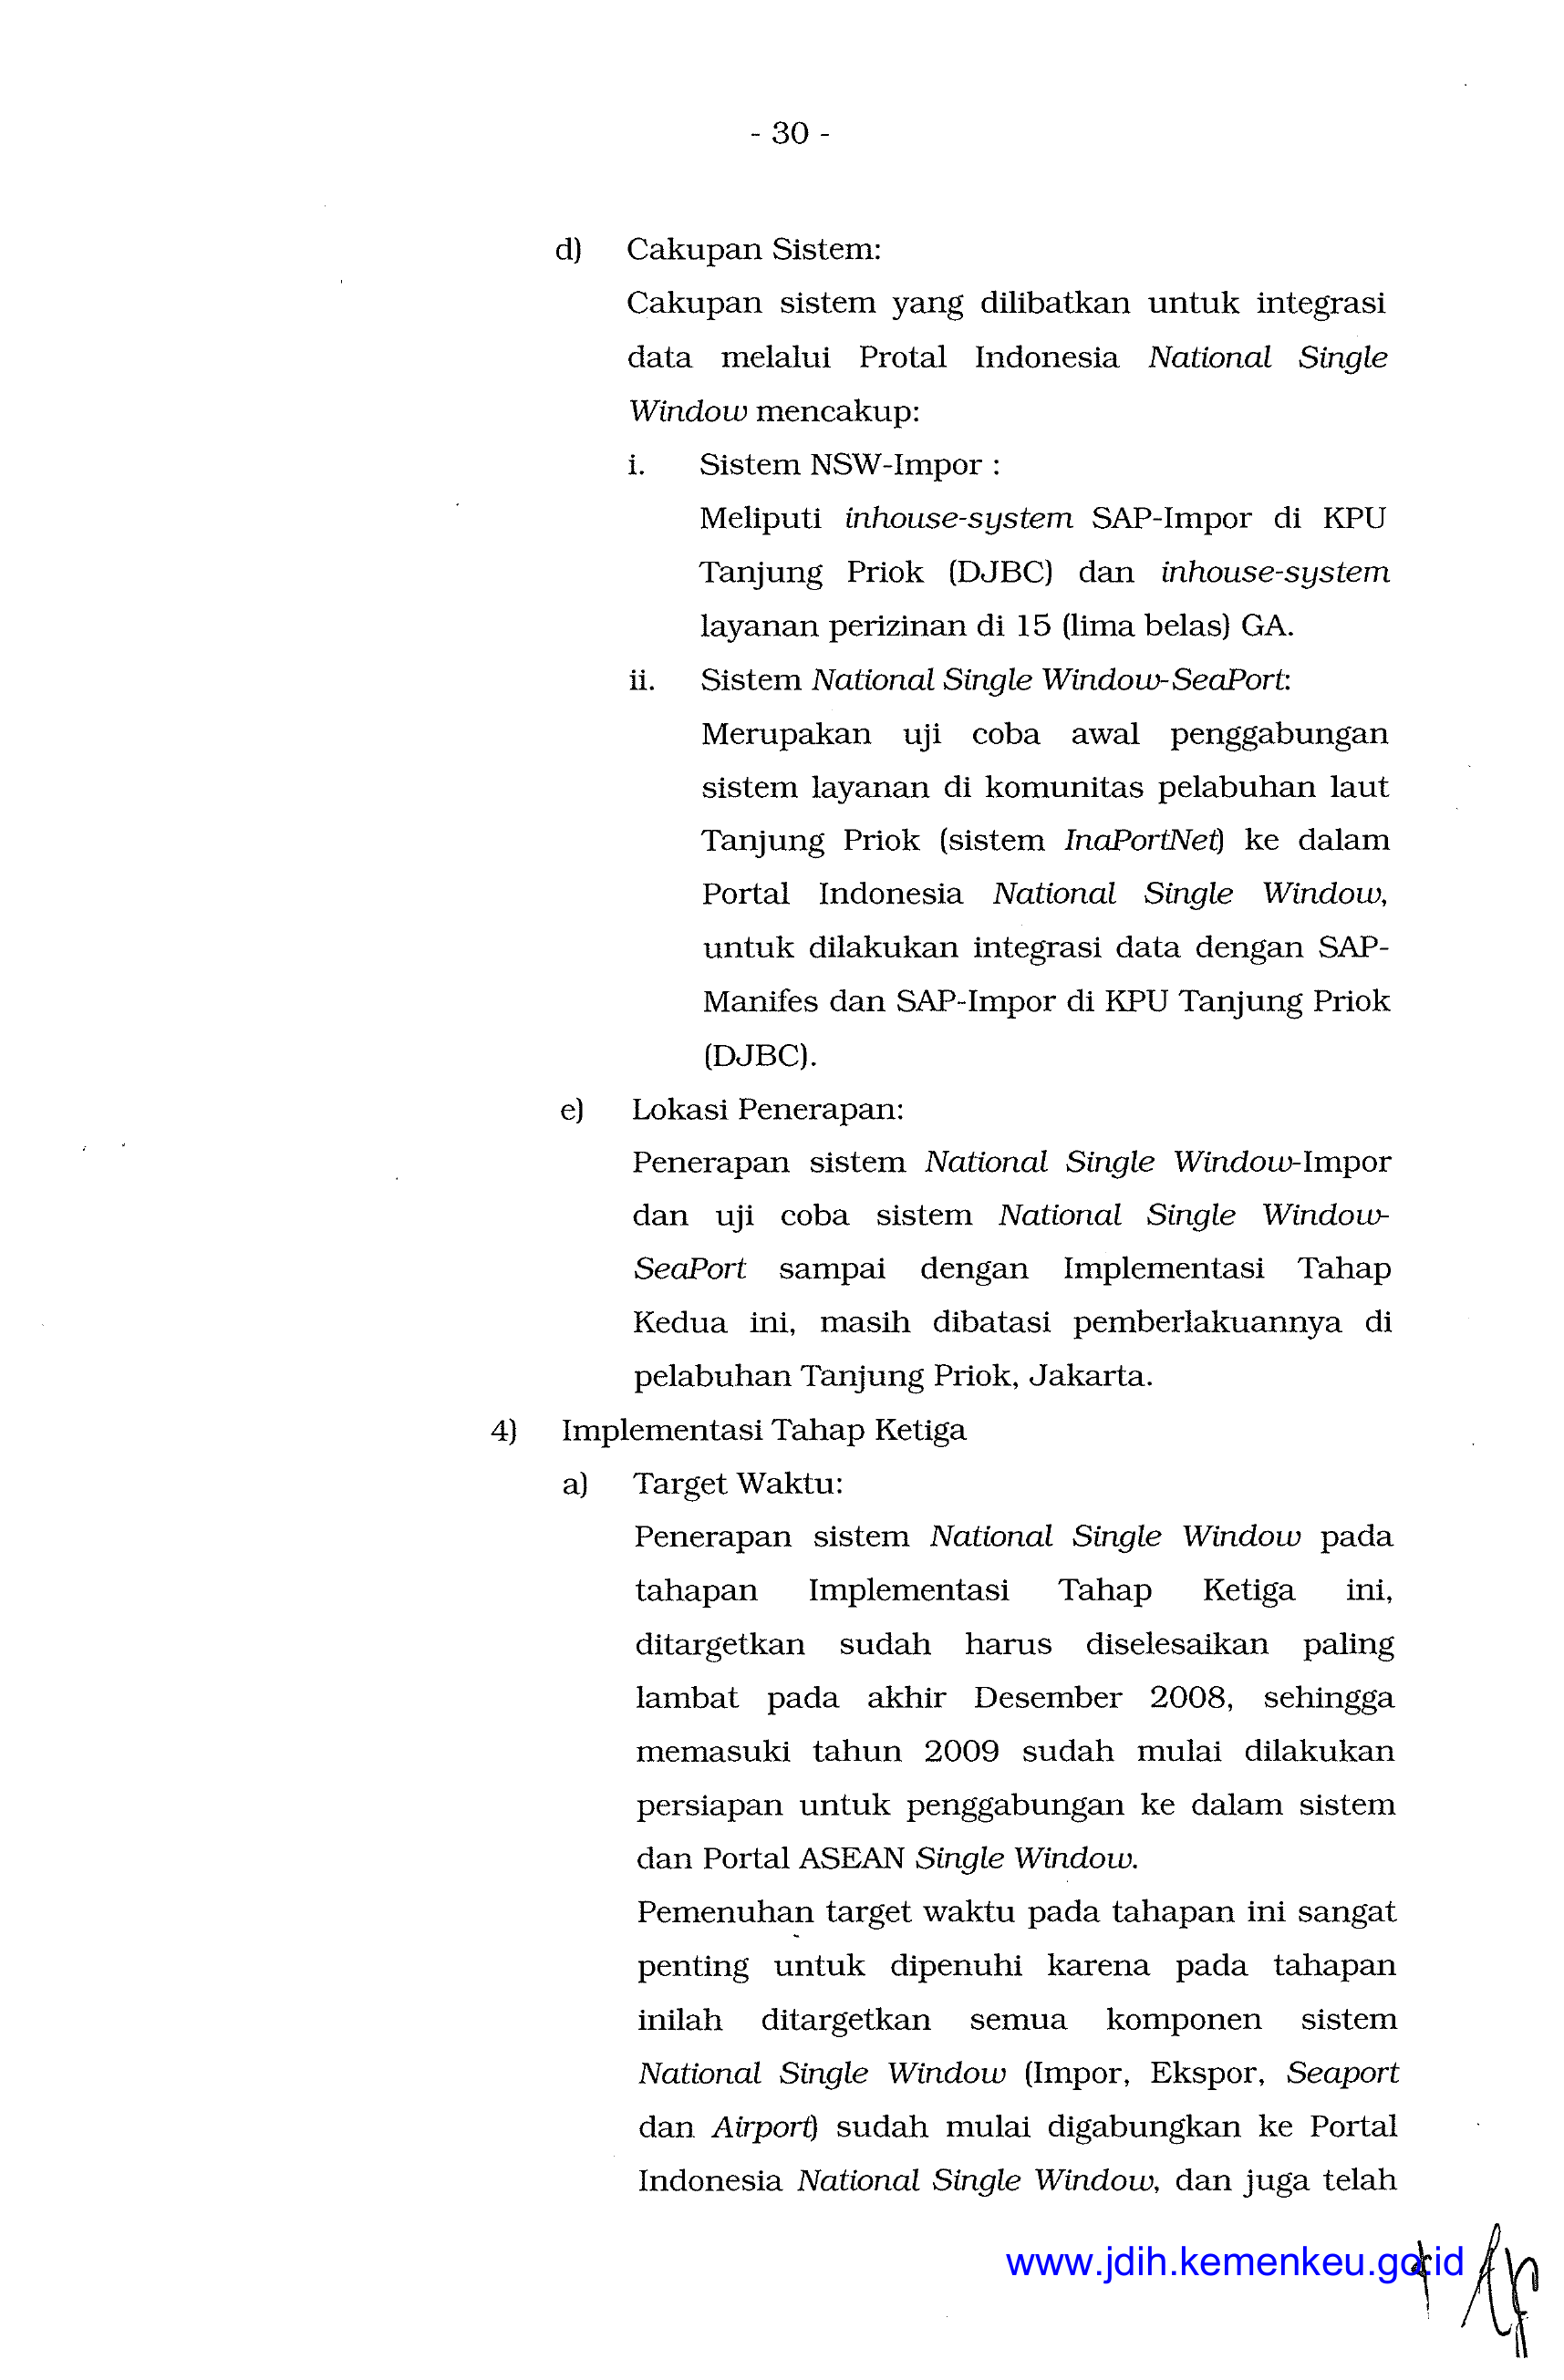 - 30 -
d) Cakupan Sistem:
Cakupan sistem yang dilibatkan untuk integrasi
data melalui Protal Indonesia National Single
Window mencakup:
i. Sistem NSW-Impor :
Meliputi inhouse-system SAP-Impor di KPU
Tanjung Priok (DJBC) dan inhouse-system
layanan perizinan di 15 (lima belas) GA.
ii. Sistem National Single Window-SeaPort:
Merupakan uji coba awal penggabungan
sistem layanan di komunitas pelabuhan laut
Tanjung Priok (sistem InaPortNet) ke dalam
Portal Indonesia National Single Window,
untuk dilakukan integrasi data dengan SAP-
Manifes dan SAP-Impor di KPU Tanjung Priok
(DJBC).
e) Lokasi Penerapan:
Penerapan sistem National Single Window-Impor
dan uji coba sistem National Single Window-
SeaPort sampai dengan Implementasi Tahap
Kedua ini, masih dibatasi pemberlakuannya di
pelabuhan Tanjung Priok, Jakarta.
4) Implementasi Tahap Ketiga
a) Target Waktu:
Penerapan sistem National Single Window pada
tahapan Implementasi Tahap Ketiga ini,
ditargetkan sudah harus diselesaikan paling
lambat pada akhir Desember 2008, sehingga
memasuki tahun 2009 sudah mulai dilakukan
persiapan untuk penggabungan ke dalam sistem
dan Portal ASEAN Single Window.
Pemenuhan target waktu pada tahapan ini sangat
penting untuk dipenuhi karena pada tahapan
inilah ditargetkan semua komponen sistem
National Single Window (Impor, Ekspor, Seaport
dan Airport) sudah mulai digabungkan ke Portal
Indonesia National Single Window, dan juga telah
www.jdih.kemenkeu.go.id